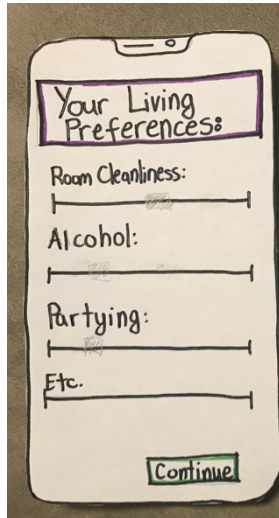 Your Living
Preferences:
Room Cleanliness:
Alcohol:
Partying:
Etc.
Continue